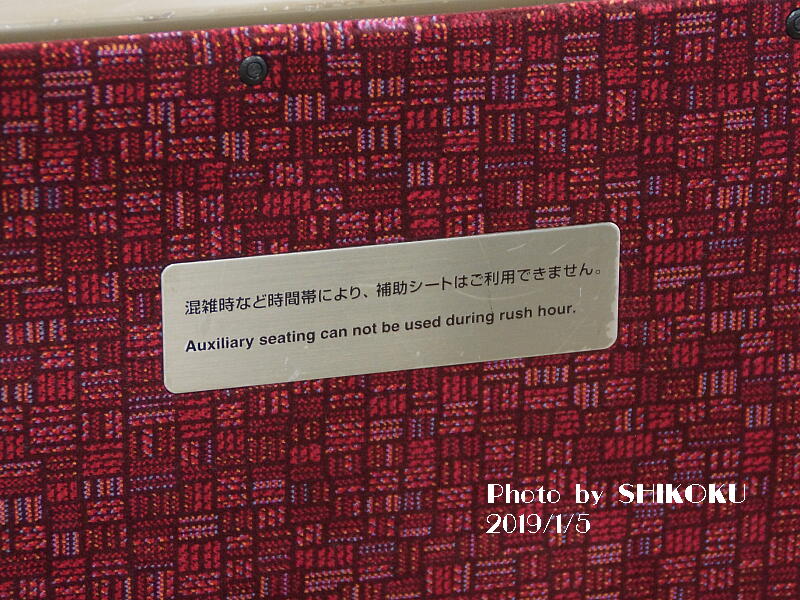 混雑時など時間帯により、補助シートはご利用できません。
Auxiliary seating can not be used during rush hour.
Photo by SHIKOKU
2019/1/5